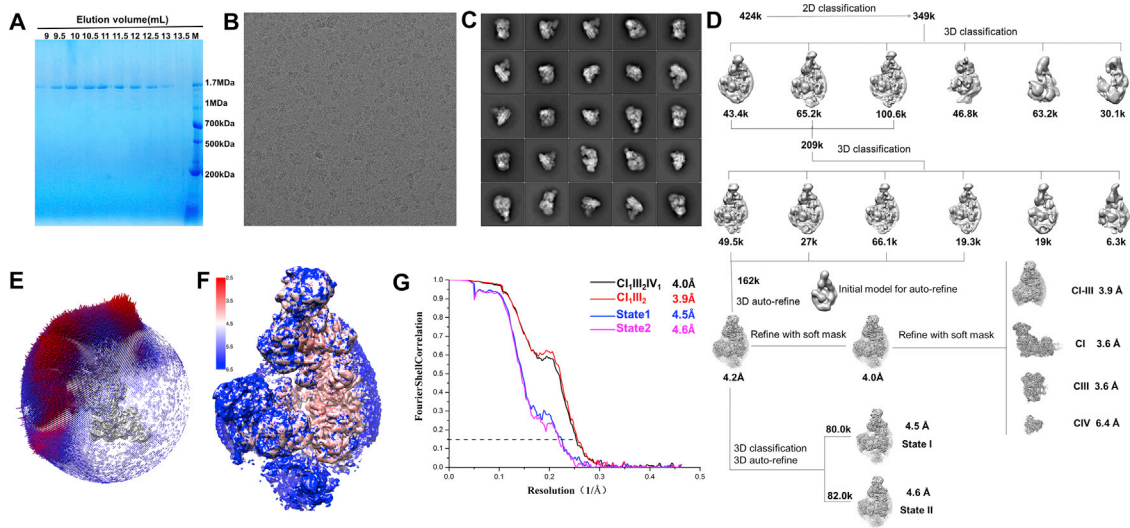 A
Elution volume(mL)
9 9.5 10 10.5 11 11.5 12 12.5 13 13.5 M
1.7MDa
1MDa
700kDa
500kDa
200kDa
B
C
D
424k
2D classification
349k
3D classification
43.4k 65.2k 100.6k 46.8k 63.2k 30.1k
209k
3D classification
49.5k 27k 66.1k 19.3k 19k 6.3k
162k
3D auto-refine
Initial model for auto-refine
Refine with soft mask
Refine with soft mask
4.2Å
4.0Å
CI-III 3.9 Å
CI 3.6 Å
CIII 3.6 Å
CIV 6.4 Å
3D classification
3D auto-refine
80.0k
4.5 Å
State I
82.0k
4.6 Å
State II
E
F
2.5
3.5
4.5
5.5
6.5
G
CI₁III₂IV₁ 4.0Å
CI₁III₂ 3.9Å
State1 4.5Å
State2 4.6Å
FourierShellCorrelation
1.0
0.9
0.8
0.7
0.6
0.5
0.4
0.3
0.2
0.1
0.0
0.0 0.1 0.2 0.3 0.4 0.5
Resolution (1/Å)